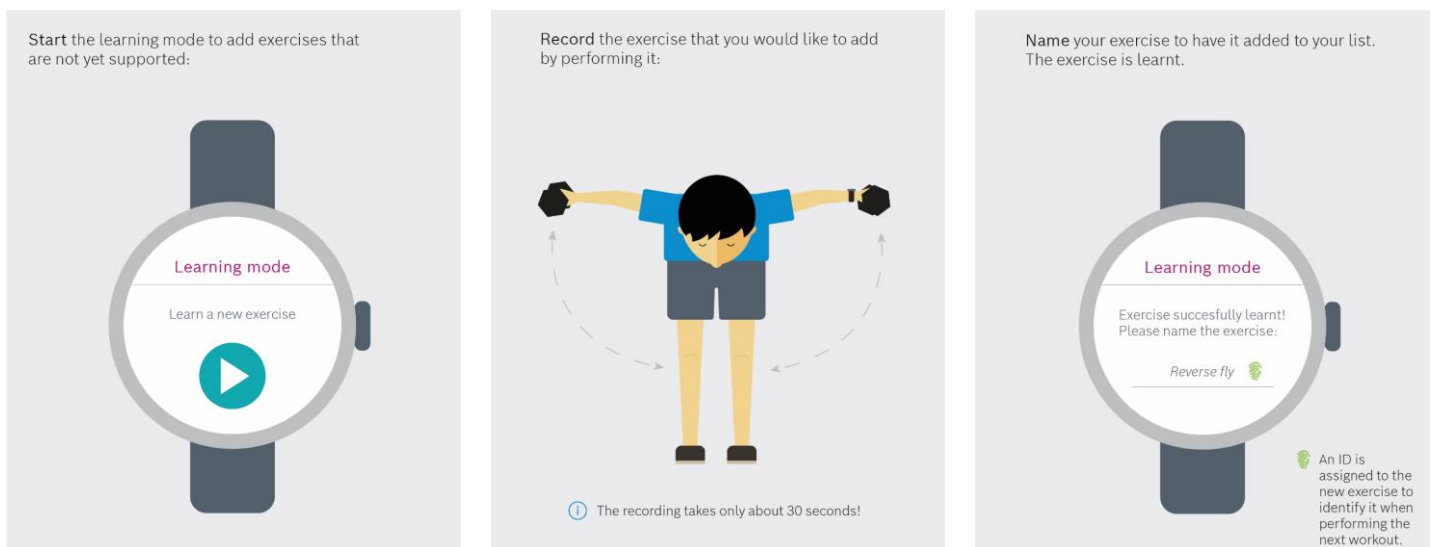 Start the learning mode to add exercises that
are not yet supported:
Learning mode
Learn a new exercise
Record the exercise that you would like to add
by performing it:
The recording takes only about 30 seconds!
Name your exercise to have it added to your list.
The exercise is learnt.
Learning mode
Exercise succesfully learnt!
Please name the exercise:
Reverse fly
An ID is
assigned to the
new exercise to
identify it when
performing the
next workout.